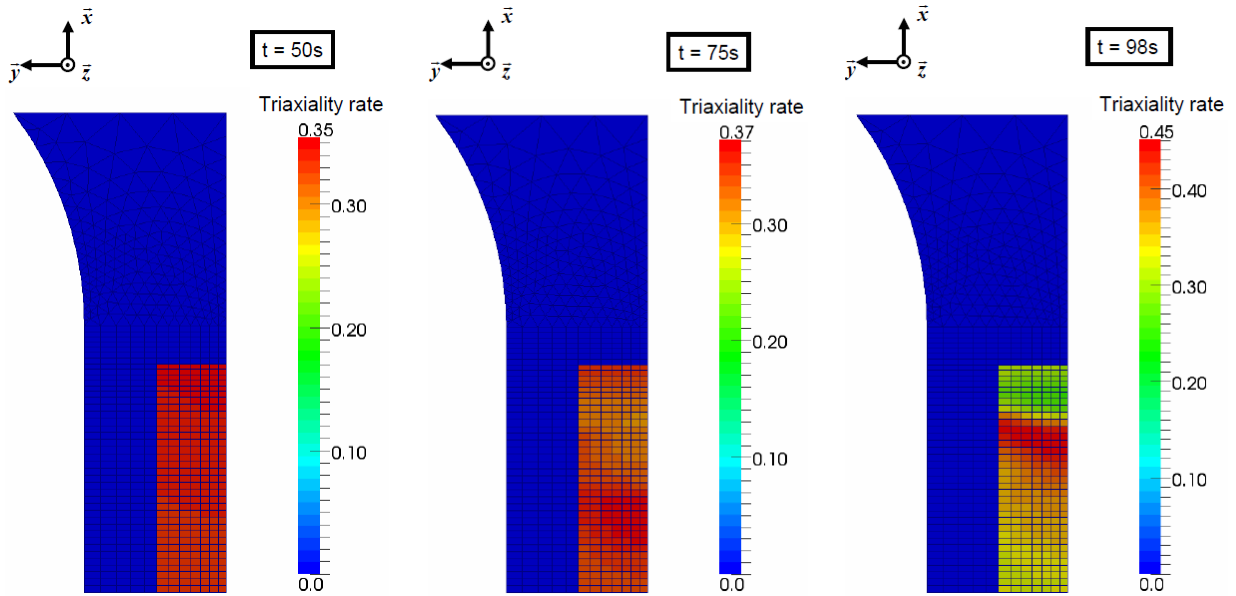 x
y
z
t = 50s
Triaxiality rate
0.35
0.30
0.20
0.10
0.0
x
y
z
t = 75s
Triaxiality rate
0.37
0.30
0.20
0.10
0.0
x
y
z
t = 98s
Triaxiality rate
0.45
0.40
0.30
0.20
0.10
0.0